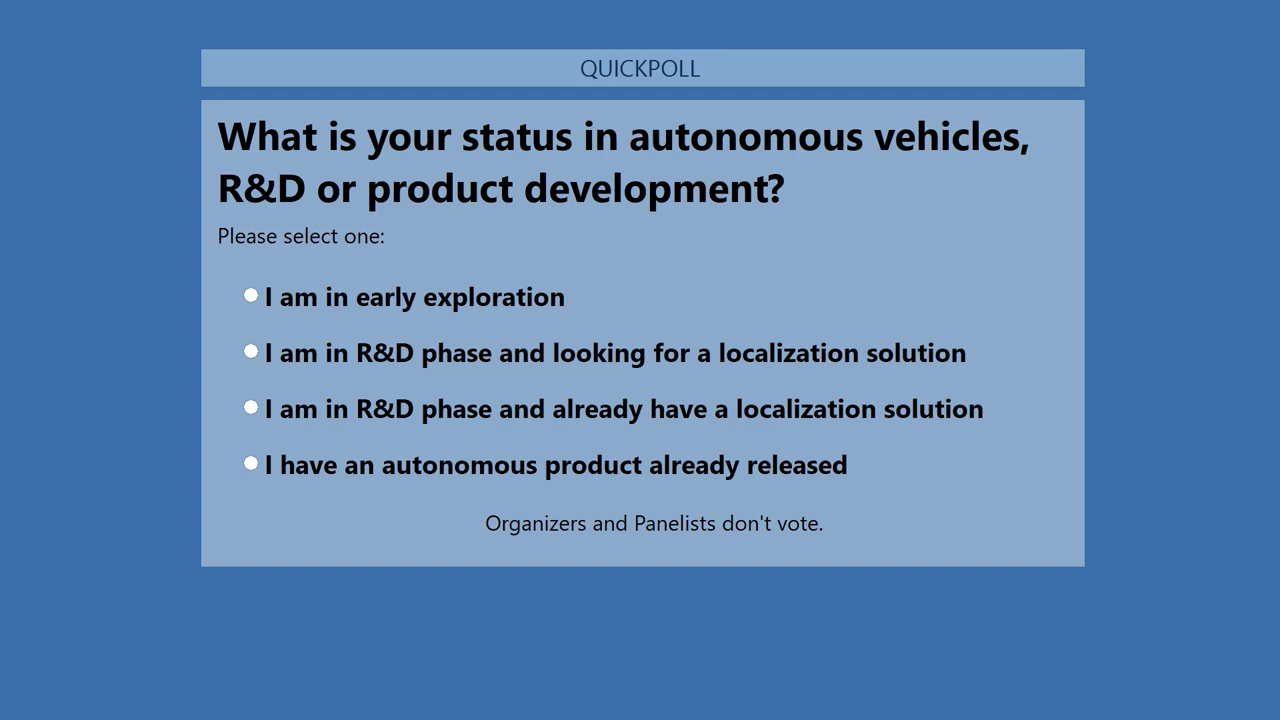 QUICKPOLL
What is your status in autonomous vehicles,
R&D or product development?
Please select one:
I am in early exploration
I am in R&D phase and looking for a localization solution
I am in R&D phase and already have a localization solution
I have an autonomous product already released
Organizers and Panelists don't vote.